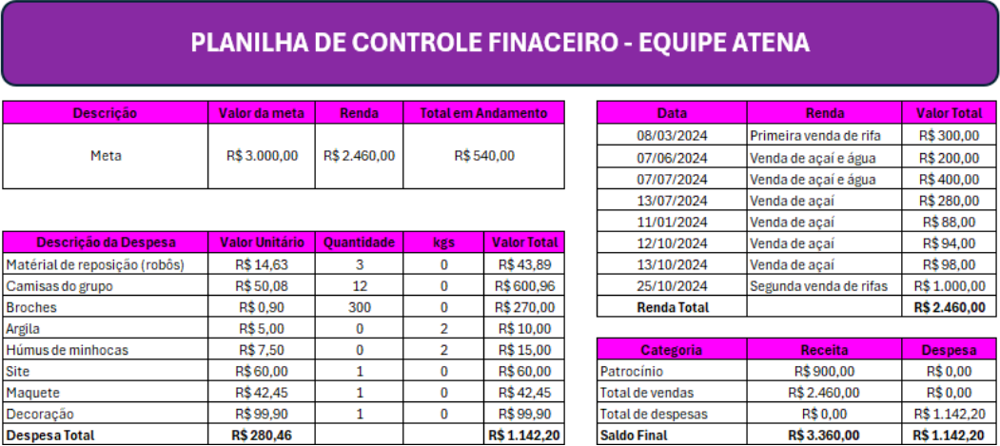 PLANILHA DE CONTROLE FINACEIRO - EQUIPE ATENA
Descrição Valor da meta Renda Total em Andamento
Meta R$ 3.000,00 R$ 2.460,00 R$ 540,00
Descrição da Despesa Valor Unitário Quantidade kgs Valor Total
Matérial de reposição (robôs) R$ 14,63 3 0 R$ 43,89
Camisas do grupo R$ 50,08 12 0 R$ 600,96
Broches R$ 0,90 300 0 R$ 270,00
Argila R$ 5,00 0 2 R$ 10,00
Húmus de minhocas R$ 7,50 0 2 R$ 15,00
Site R$ 60,00 1 0 R$ 60,00
Maquete R$ 42,45 1 0 R$ 42,45
Decoração R$ 99,90 1 0 R$ 99,90
Despesa Total R$ 280,46 R$ 1.142,20
Data Renda Valor Total
08/03/2024 Primeira venda de rifa R$ 300,00
07/06/2024 Venda de açaí e água R$ 200,00
07/07/2024 Venda de açaí e água R$ 400,00
13/07/2024 Venda de açaí R$ 280,00
11/01/2024 Venda de açaí R$ 88,00
12/10/2024 Venda de açaí R$ 94,00
13/10/2024 Venda de açaí R$ 98,00
25/10/2024 Segunda venda de rifas R$ 1.000,00
Renda Total R$ 2.460,00
Categoria Receita Despesa
Patrocínio R$ 900,00 R$ 0,00
Total de vendas R$ 2.460,00 R$ 0,00
Total de despesas R$ 0,00 R$ 1.142,20
Saldo Final R$ 3.360,00 R$ 1.142,20